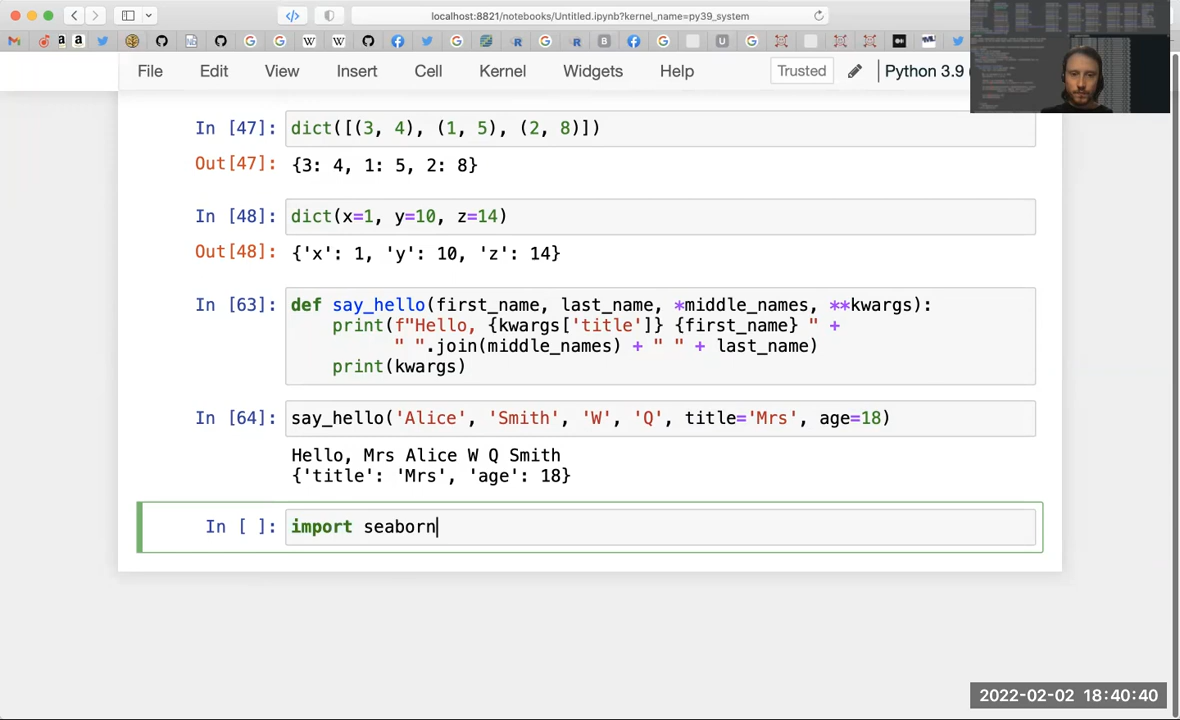 localhost:8821/notebooks/Untitled.ipynb?kernel_name=py39_system
File Edit View Insert Cell Kernel Widgets Help Trusted Python 3.9
In [47]: dict([(3, 4), (1, 5), (2, 8)])
Out[47]: {3: 4, 1: 5, 2: 8}
In [48]: dict(x=1, y=10, z=14)
Out[48]: {'x': 1, 'y': 10, 'z': 14}
In [63]: def say_hello(first_name, last_name, *middle_names, **kwargs):
print(f"Hello, {kwargs['title']} {first_name} " +
" ".join(middle_names) + " " + last_name)
print(kwargs)
In [64]: say_hello('Alice', 'Smith', 'W', 'Q', title='Mrs', age=18)
Hello, Mrs Alice W Q Smith
{'title': 'Mrs', 'age': 18}
In [ ]: import seaborn
2022-02-02 18:40:40